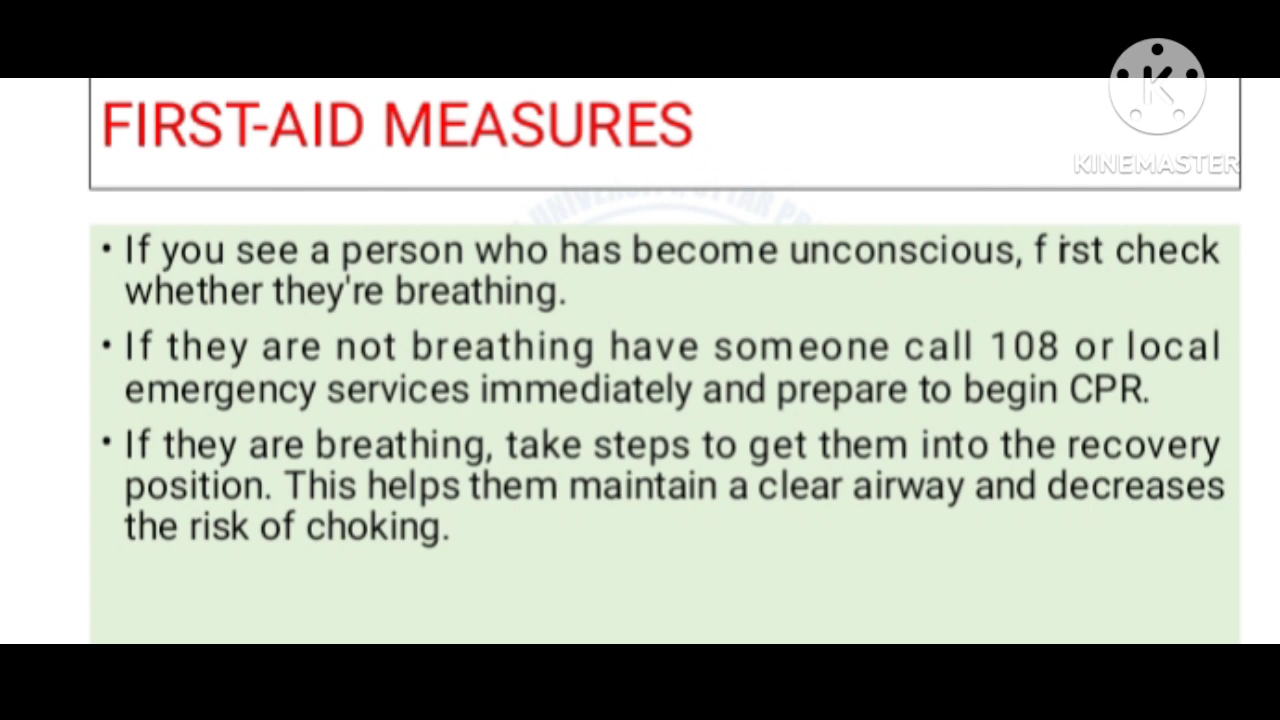 FIRST-AID MEASURES
KINEMASTER
UNIVERSITY, UTTAR PR
• If you see a person who has become unconscious, f irst check
whether they're breathing.
• If they are not breathing have someone call 108 or local
emergency services immediately and prepare to begin CPR.
• If they are breathing, take steps to get them into the recovery
position. This helps them maintain a clear airway and decreases
the risk of choking.